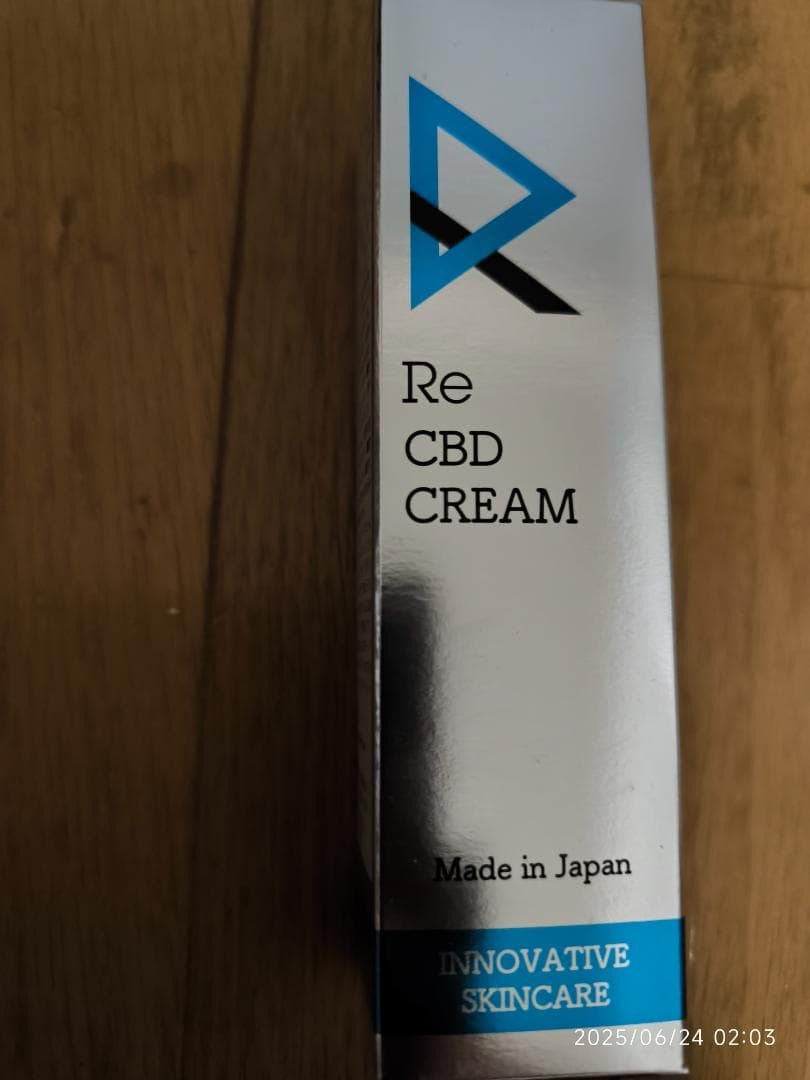 Re
CBD
CREAM
Made in Japan
INNOVATIVE
SKINCARE
2025/06/24 02:03